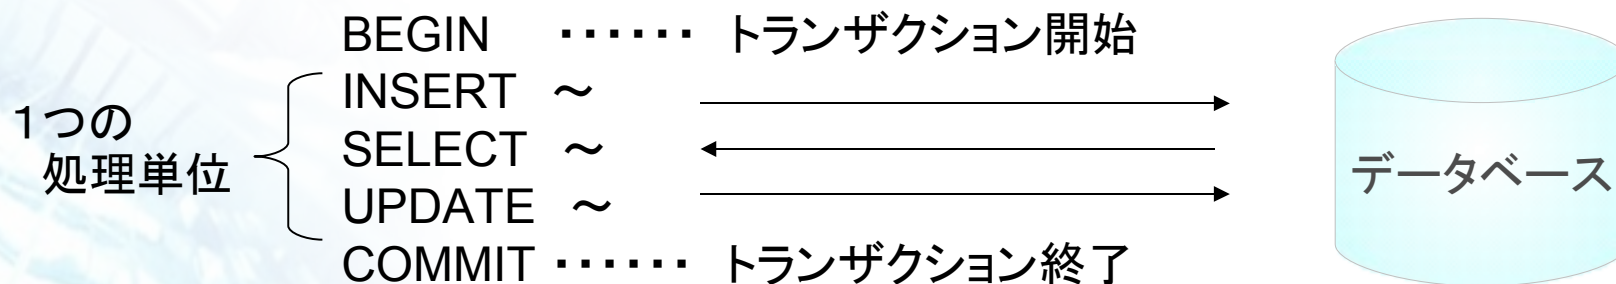 BEGIN ・・・・・・ トランザクション開始
INSERT ～
１つの
SELECT ～
処理単位
データベース
UPDATE ～
COMMIT ・・・・・・ トランザクション終了